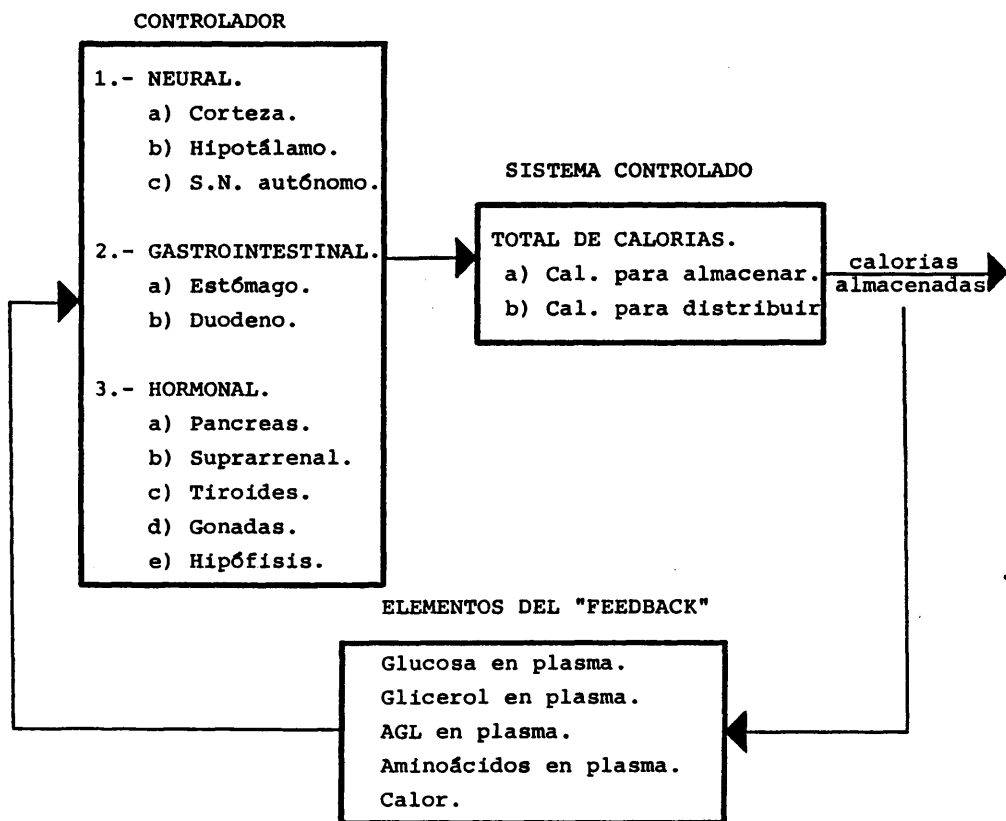 CONTROLADOR
1.- NEURAL.
a) Corteza.
b) Hipotálamo.
c) S.N. autónomo.
2.- GASTROINTESTINAL.
a) Estómago.
b) Duodeno.
3.- HORMONAL.
a) Pancreas.
b) Suprarrenal.
c) Tiroides.
d) Gonadas.
e) Hipófisis.
SISTEMA CONTROLADO
TOTAL DE CALORIAS.
a) Cal. para almacenar.
b) Cal. para distribuir
calorias
almacenadas
ELEMENTOS DEL "FEEDBACK"
Glucosa en plasma.
Glicerol en plasma.
AGL en plasma.
Aminoácidos en plasma.
Calor.